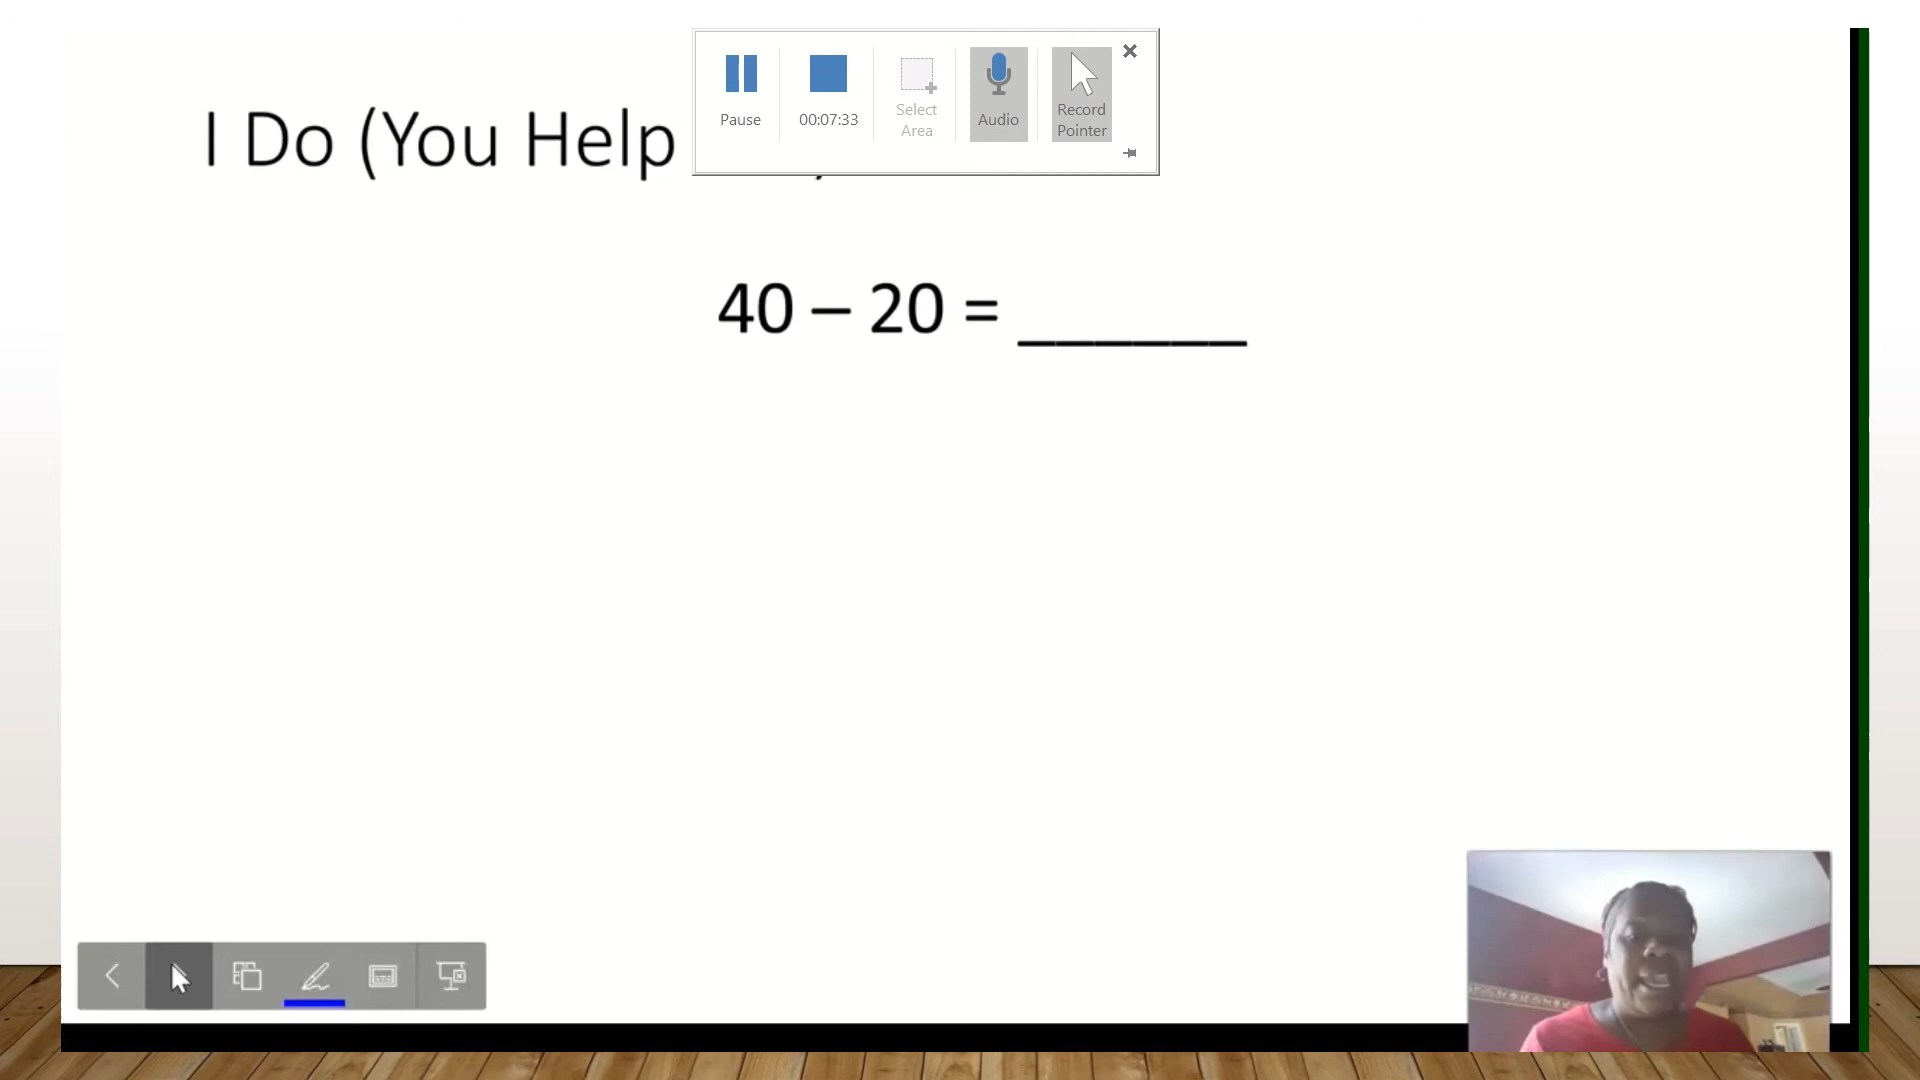 I Do (You Help
Pause
00:07:33
Select
Area
Audio
Record
Pointer
40 – 20 = ______